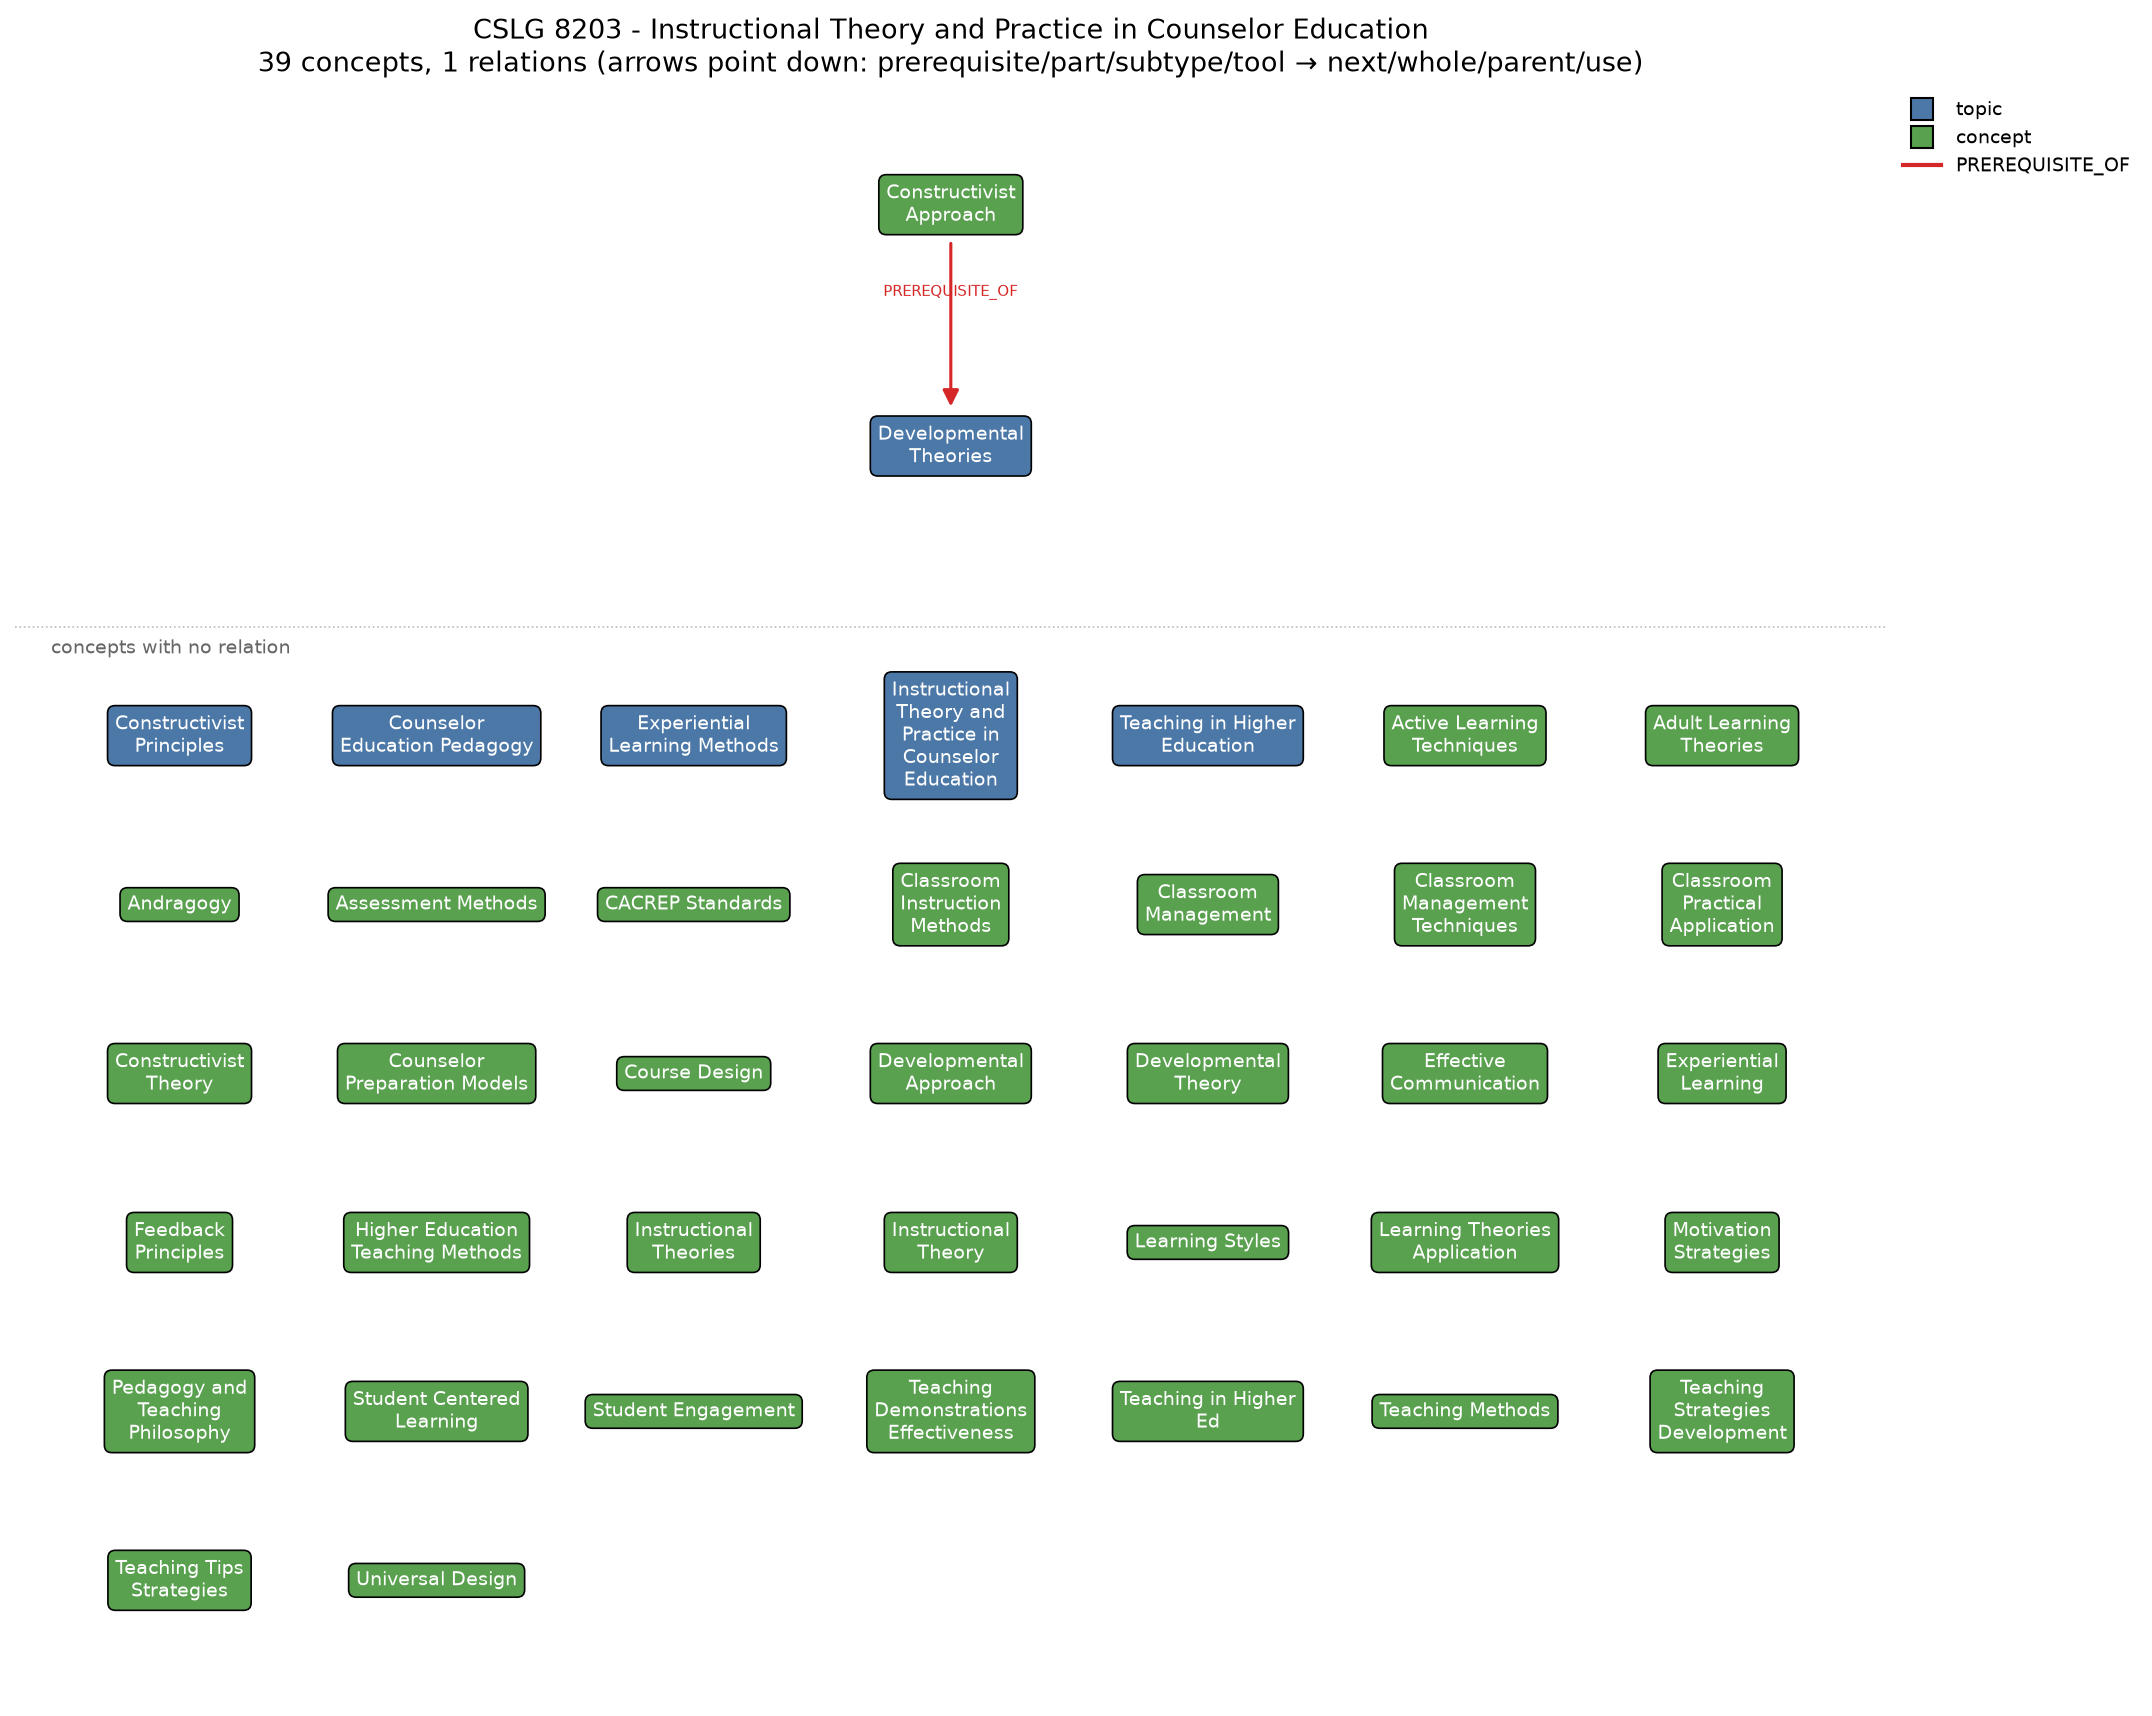 CSLG 8203 - Instructional Theory and Practice in Counselor Education
39 concepts, 1 relations (arrows point down: prerequisite/part/subtype/tool → next/whole/parent/use)
topic
concept
PREREQUISITE_OF
Constructivist
Approach
PREREQUISITE_OF
Developmental
Theories
concepts with no relation
Constructivist
Principles
Counselor
Education Pedagogy
Experiential
Learning Methods
Instructional
Theory and
Practice in
Counselor
Education
Teaching in Higher
Education
Active Learning
Techniques
Adult Learning
Theories
Andragogy
Assessment Methods
CACREP Standards
Classroom
Instruction
Methods
Classroom
Management
Classroom
Management
Techniques
Classroom
Practical
Application
Constructivist
Theory
Counselor
Preparation Models
Course Design
Developmental
Approach
Developmental
Theory
Effective
Communication
Experiential
Learning
Feedback
Principles
Higher Education
Teaching Methods
Instructional
Theories
Instructional
Theory
Learning Styles
Learning Theories
Application
Motivation
Strategies
Pedagogy and
Teaching
Philosophy
Student Centered
Learning
Student Engagement
Teaching
Demonstrations
Effectiveness
Teaching in Higher
Ed
Teaching Methods
Teaching
Strategies
Development
Teaching Tips
Strategies
Universal Design